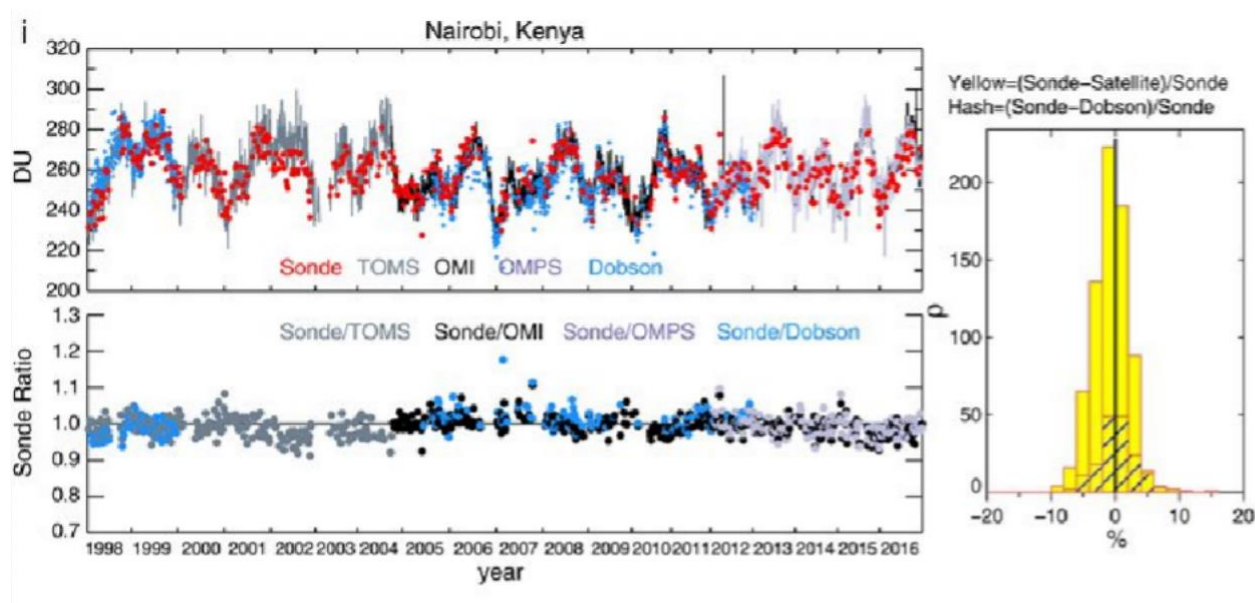 i
Nairobi, Kenya
320
300
280
260
240
220
200
DU
Sonde TOMS OMI OMPS Dobson
1.3
1.2
1.1
1.0
0.9
0.8
0.7
Sonde Ratio
Sonde/TOMS Sonde/OMI Sonde/OMPS Sonde/Dobson
1998 1999 2000 2001 2002 2003 2004 2005 2006 2007 2008 2009 2010 2011 2012 2013 2014 2015 2016
year
Yellow=(Sonde-Satellite)/Sonde
Hash=(Sonde-Dobson)/Sonde
200
150
100
50
0
ρ
-20 -10 0 10 20
%